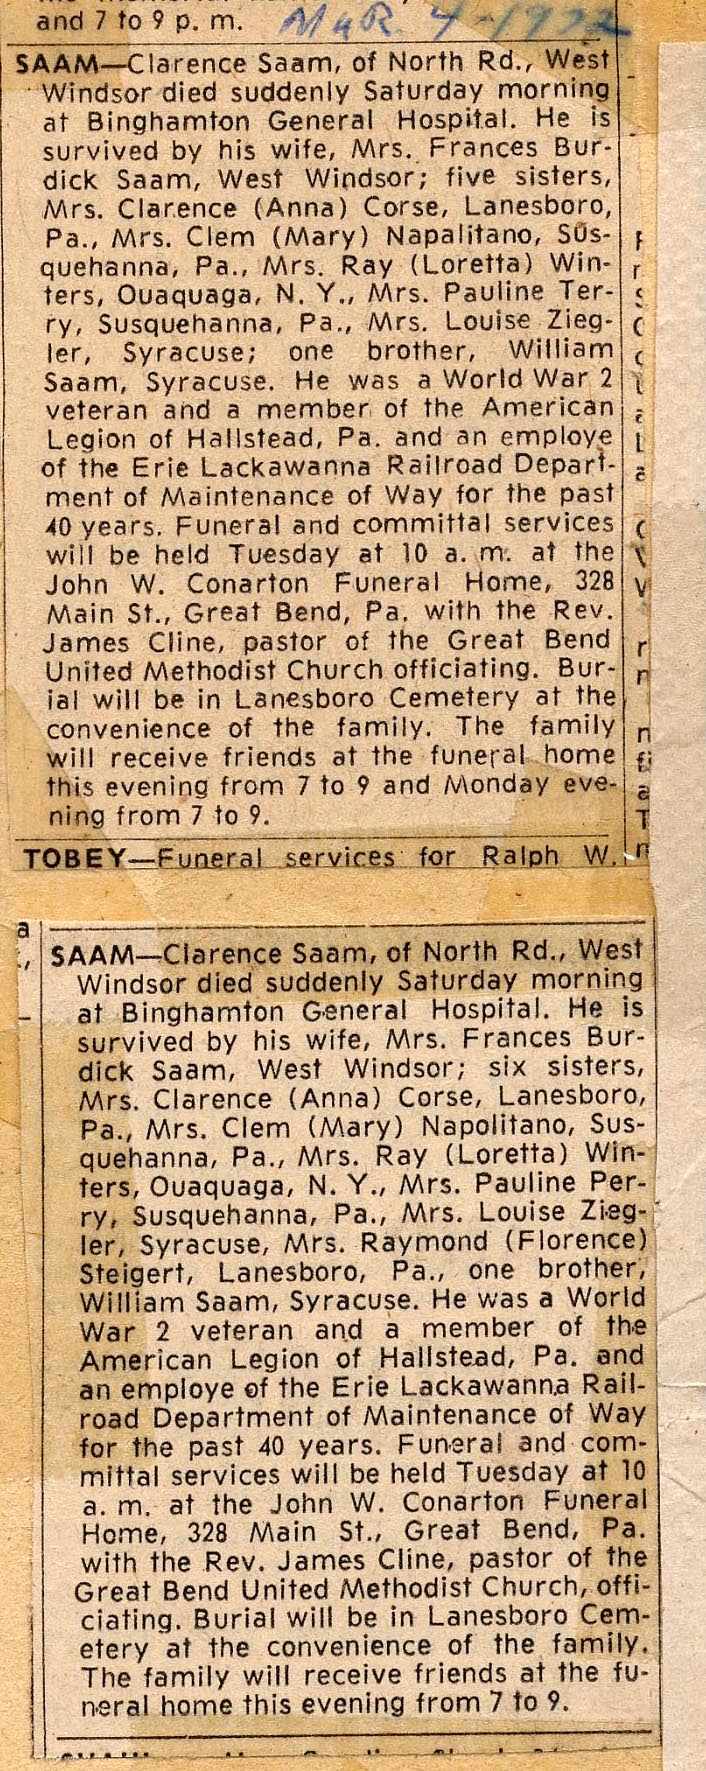 and 7 to 9 p. m.
Mar. 4-1972
SAAM—Clarence Saam, of North Rd., West
Windsor died suddenly Saturday morning
at Binghamton General Hospital. He is
survived by his wife, Mrs. Frances Bur-
dick Saam, West Windsor; five sisters,
Mrs. Clarence (Anna) Corse, Lanesboro,
Pa., Mrs. Clem (Mary) Napalitano, Sus-
quehanna, Pa., Mrs. Ray (Loretta) Win-
ters, Ouaquaga, N. Y., Mrs. Pauline Ter-
ry, Susquehanna, Pa., Mrs. Louise Zieg-
ler, Syracuse; one brother, William
Saam, Syracuse. He was a World War 2
veteran and a member of the American
Legion of Hallstead, Pa. and an employe
of the Erie Lackawanna Railroad Depart-
ment of Maintenance of Way for the past
40 years. Funeral and committal services
will be held Tuesday at 10 a. m. at the
John W. Conarton Funeral Home, 328
Main St., Great Bend, Pa. with the Rev.
James Cline, pastor of the Great Bend
United Methodist Church officiating. Bur-
ial will be in Lanesboro Cemetery at the
convenience of the family. The family
will receive friends at the funeral home
this evening from 7 to 9 and Monday eve-
ning from 7 to 9.
TOBEY—Funeral services for Ralph W.
SAAM—Clarence Saam, of North Rd., West
Windsor died suddenly Saturday morning
at Binghamton General Hospital. He is
survived by his wife, Mrs. Frances Bur-
dick Saam, West Windsor; six sisters,
Mrs. Clarence (Anna) Corse, Lanesboro,
Pa., Mrs. Clem (Mary) Napolitano, Sus-
quehanna, Pa., Mrs. Ray (Loretta) Win-
ters, Ouaquaga, N. Y., Mrs. Pauline Per-
ry, Susquehanna, Pa., Mrs. Louise Zieg-
ler, Syracuse, Mrs. Raymond (Florence)
Steigert, Lanesboro, Pa., one brother,
William Saam, Syracuse. He was a World
War 2 veteran and a member of the
American Legion of Hallstead, Pa. and
an employe of the Erie Lackawanna Rail-
road Department of Maintenance of Way
for the past 40 years. Funeral and com-
mittal services will be held Tuesday at 10
a. m. at the John W. Conarton Funeral
Home, 328 Main St., Great Bend, Pa.
with the Rev. James Cline, pastor of the
Great Bend United Methodist Church, offi-
ciating. Burial will be in Lanesboro Cem-
etery at the convenience of the family.
The family will receive friends at the fu-
neral home this evening from 7 to 9.